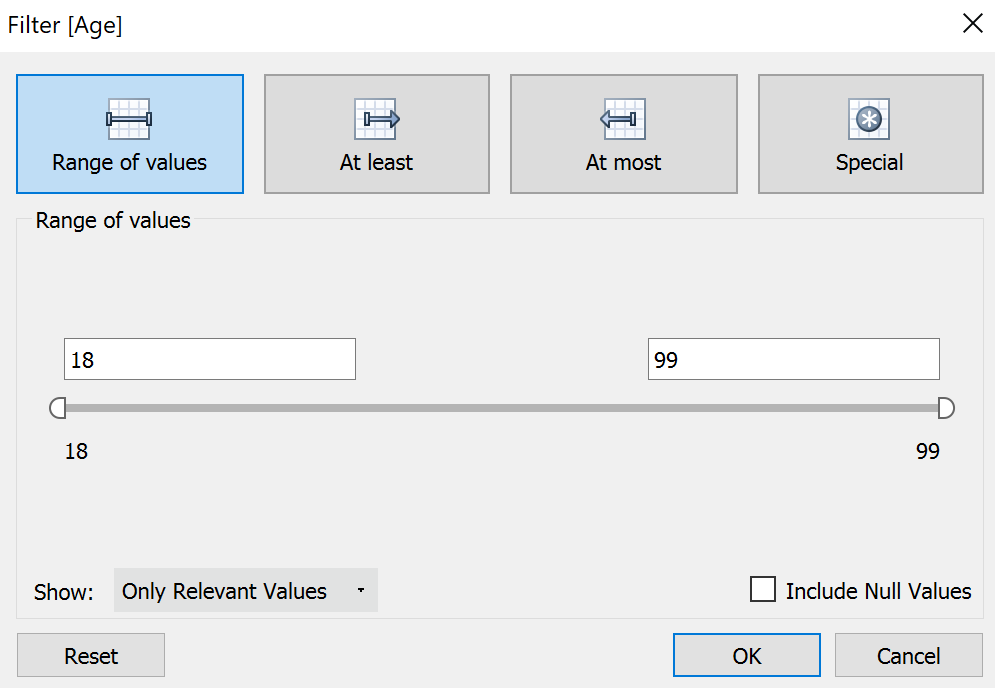 Filter [Age]
Range of values
At least
At most
Special
Range of values
18
99
18
99
Show:
Only Relevant Values
Include Null Values
Reset
OK
Cancel